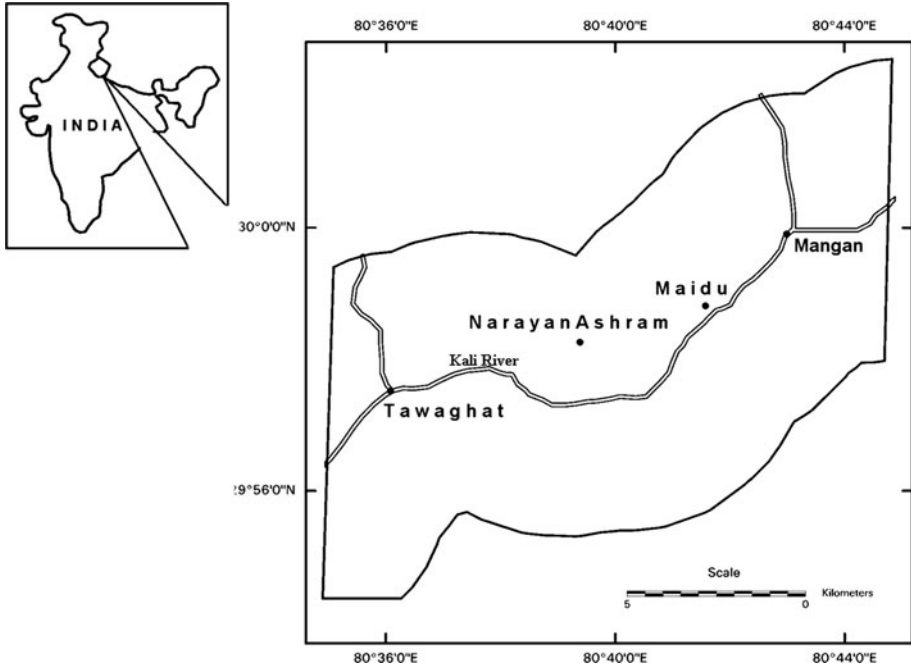 80°36'0"E 80°40'0"E 80°44'0"E
INDIA
30°0'0"N
Mangan
Maidu
NarayanAshram
Kali River
Tawaghat
29°56'0"N
Scale
Kilometers
5 0
80°36'0"E 80°40'0"E 80°44'0"E